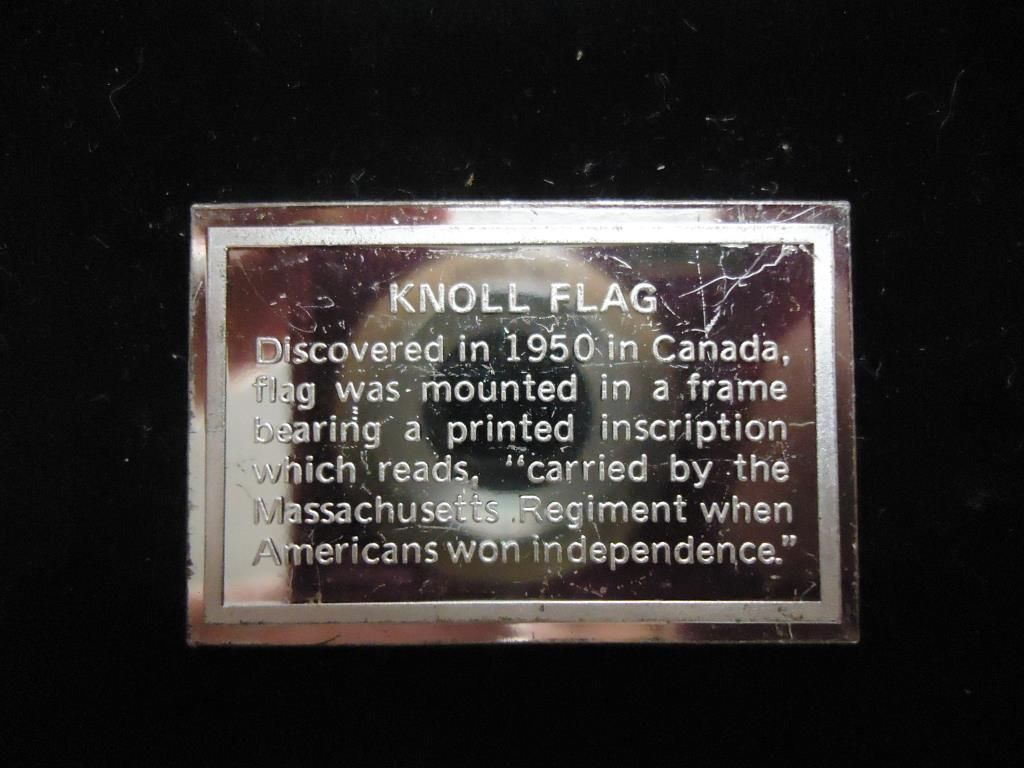 KNOLL FLAG
Discovered in 1950 in Canada,
flag was mounted in a frame
bearing a printed inscription
which reads, “carried by the
Massachusetts Regiment when
Americans won independence.”